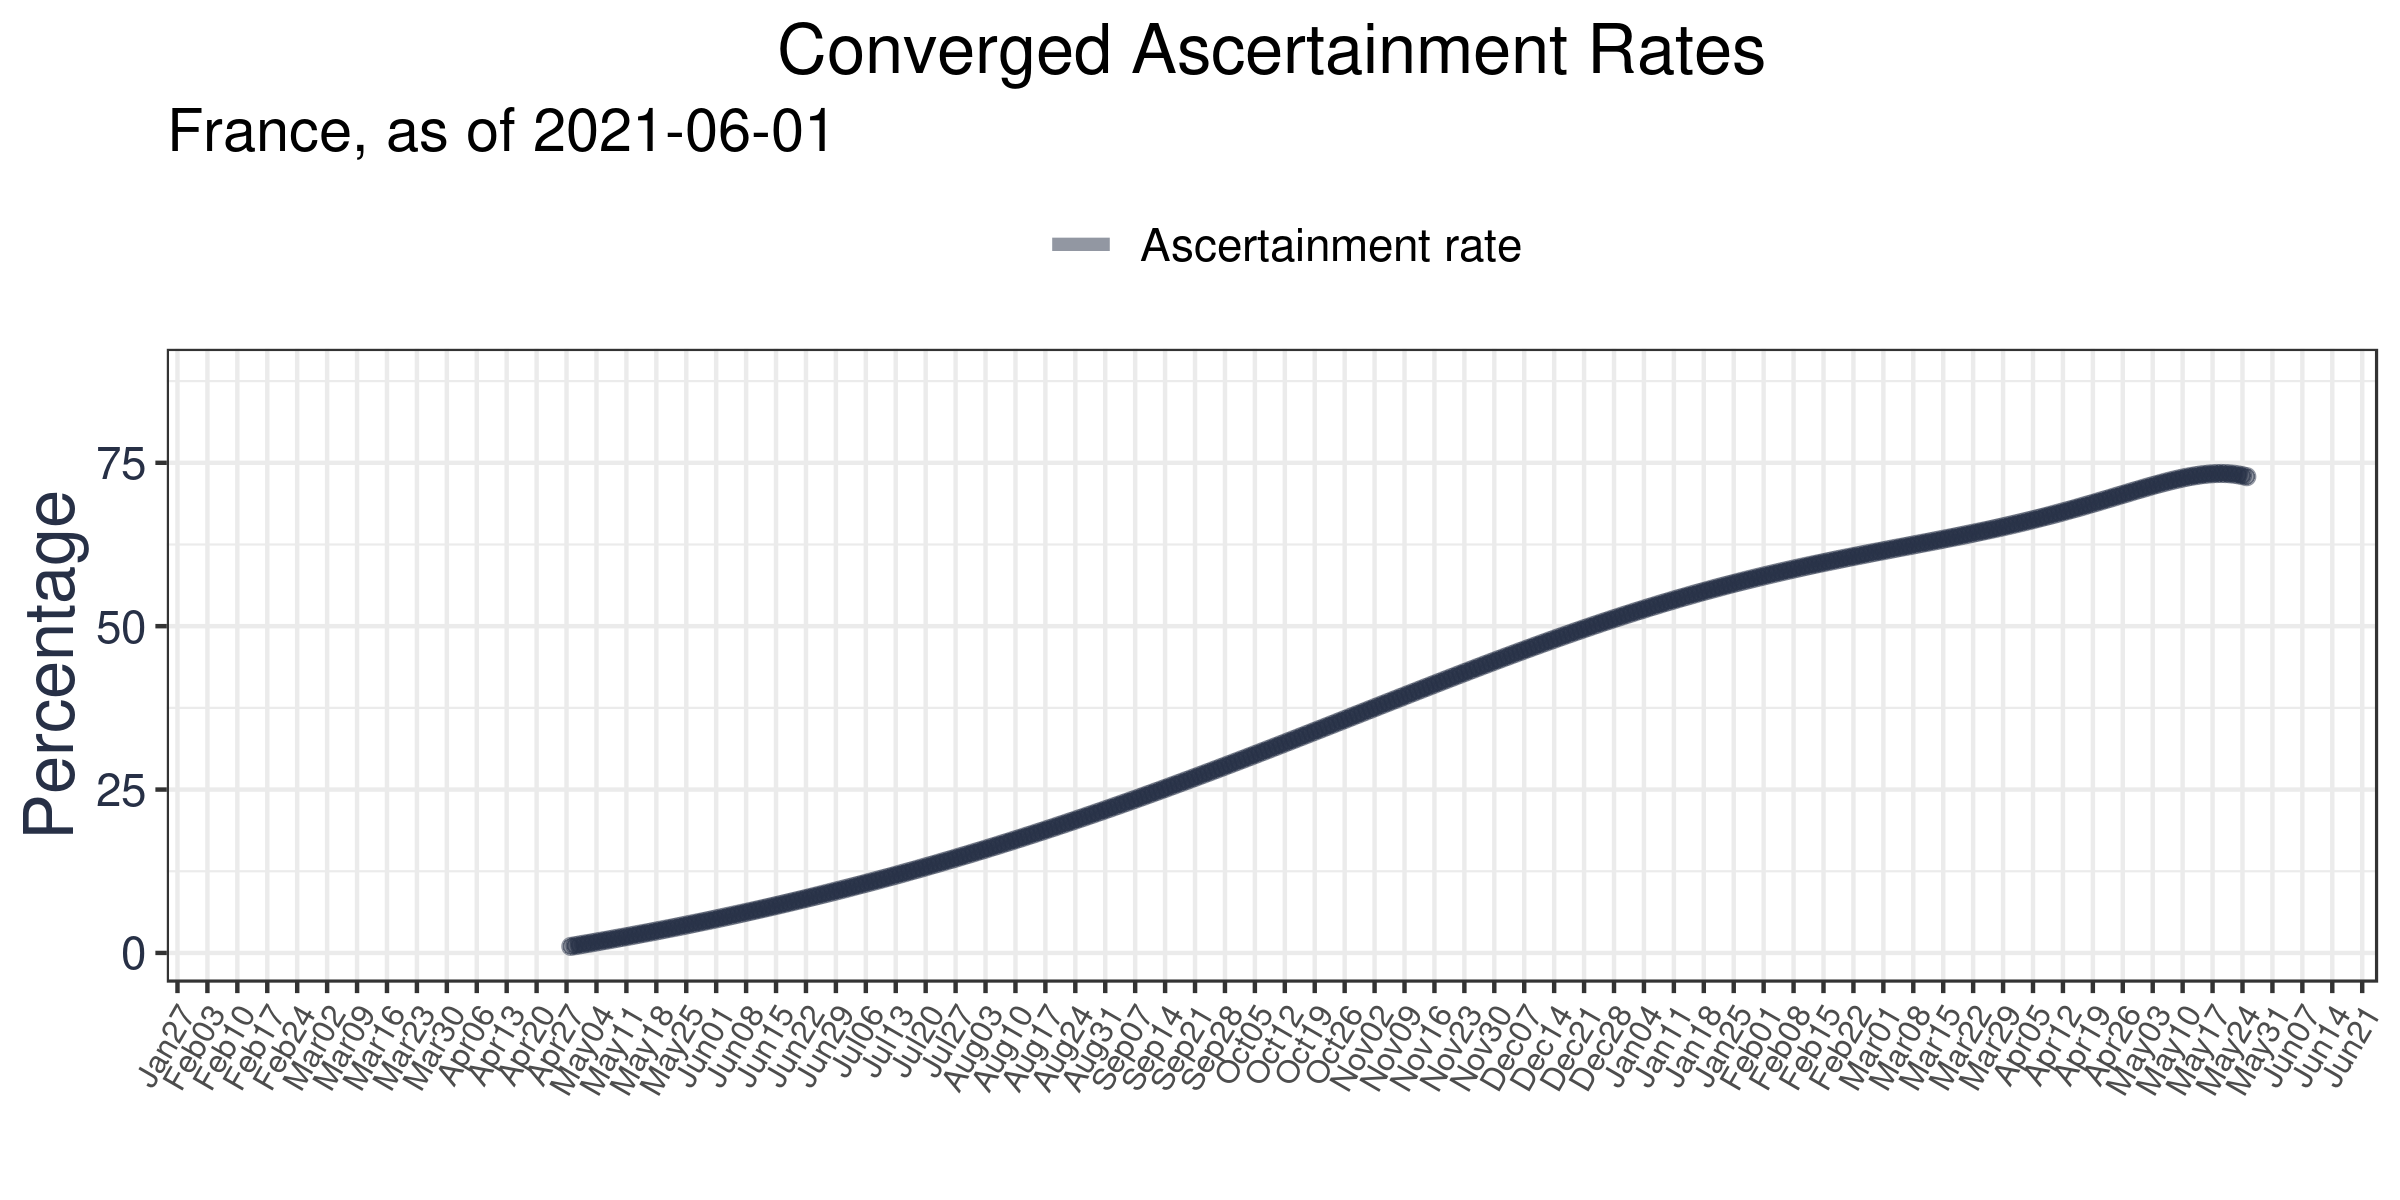 Converged Ascertainment Rates
France, as of 2021-06-01
Ascertainment rate
Percentage
75
50
25
0
Jan27
Feb03
Feb10
Feb17
Feb24
Mar02
Mar09
Mar16
Mar23
Mar30
Apr06
Apr13
Apr20
Apr27
May04
May11
May18
May25
Jun01
Jun08
Jun15
Jun22
Jun29
Jul06
Jul13
Jul20
Jul27
Aug03
Aug10
Aug17
Aug24
Aug31
Sep07
Sep14
Sep21
Sep28
Oct05
Oct12
Oct19
Oct26
Nov02
Nov09
Nov16
Nov23
Nov30
Dec07
Dec14
Dec21
Dec28
Jan04
Jan11
Jan18
Jan25
Feb01
Feb08
Feb15
Feb22
Mar01
Mar08
Mar15
Mar22
Mar29
Apr05
Apr12
Apr19
Apr26
May03
May10
May17
May24
May31
Jun07
Jun14
Jun21